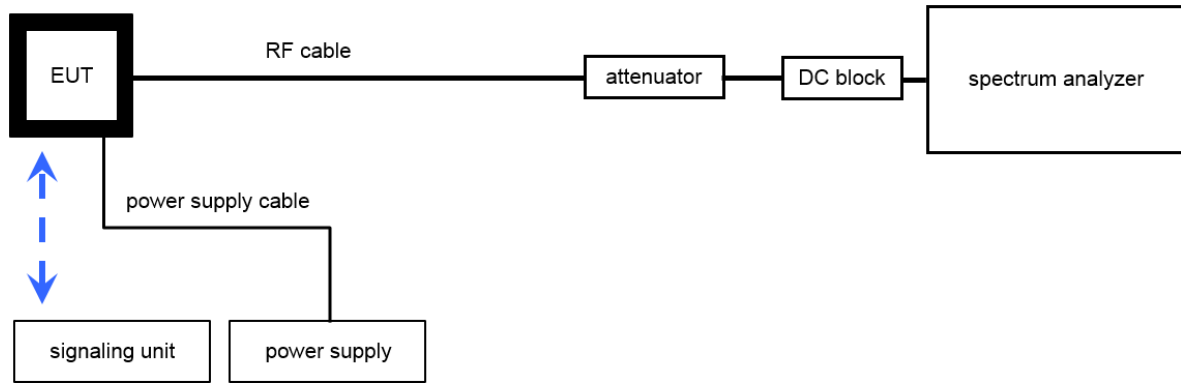 EUT
RF cable
attenuator
DC block
spectrum analyzer
power supply cable
signaling unit
power supply